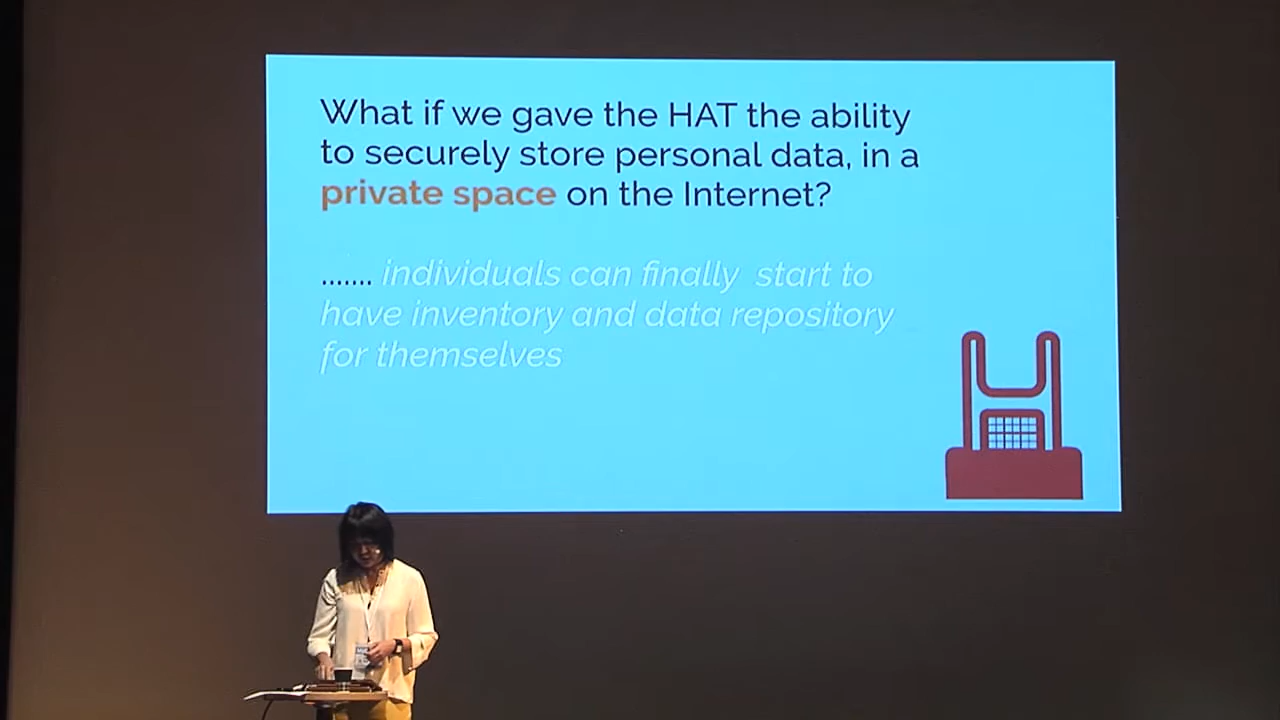 What if we gave the HAT the ability
to securely store personal data, in a
private space on the Internet?
....... individuals can finally start to
have inventory and data repository
for themselves